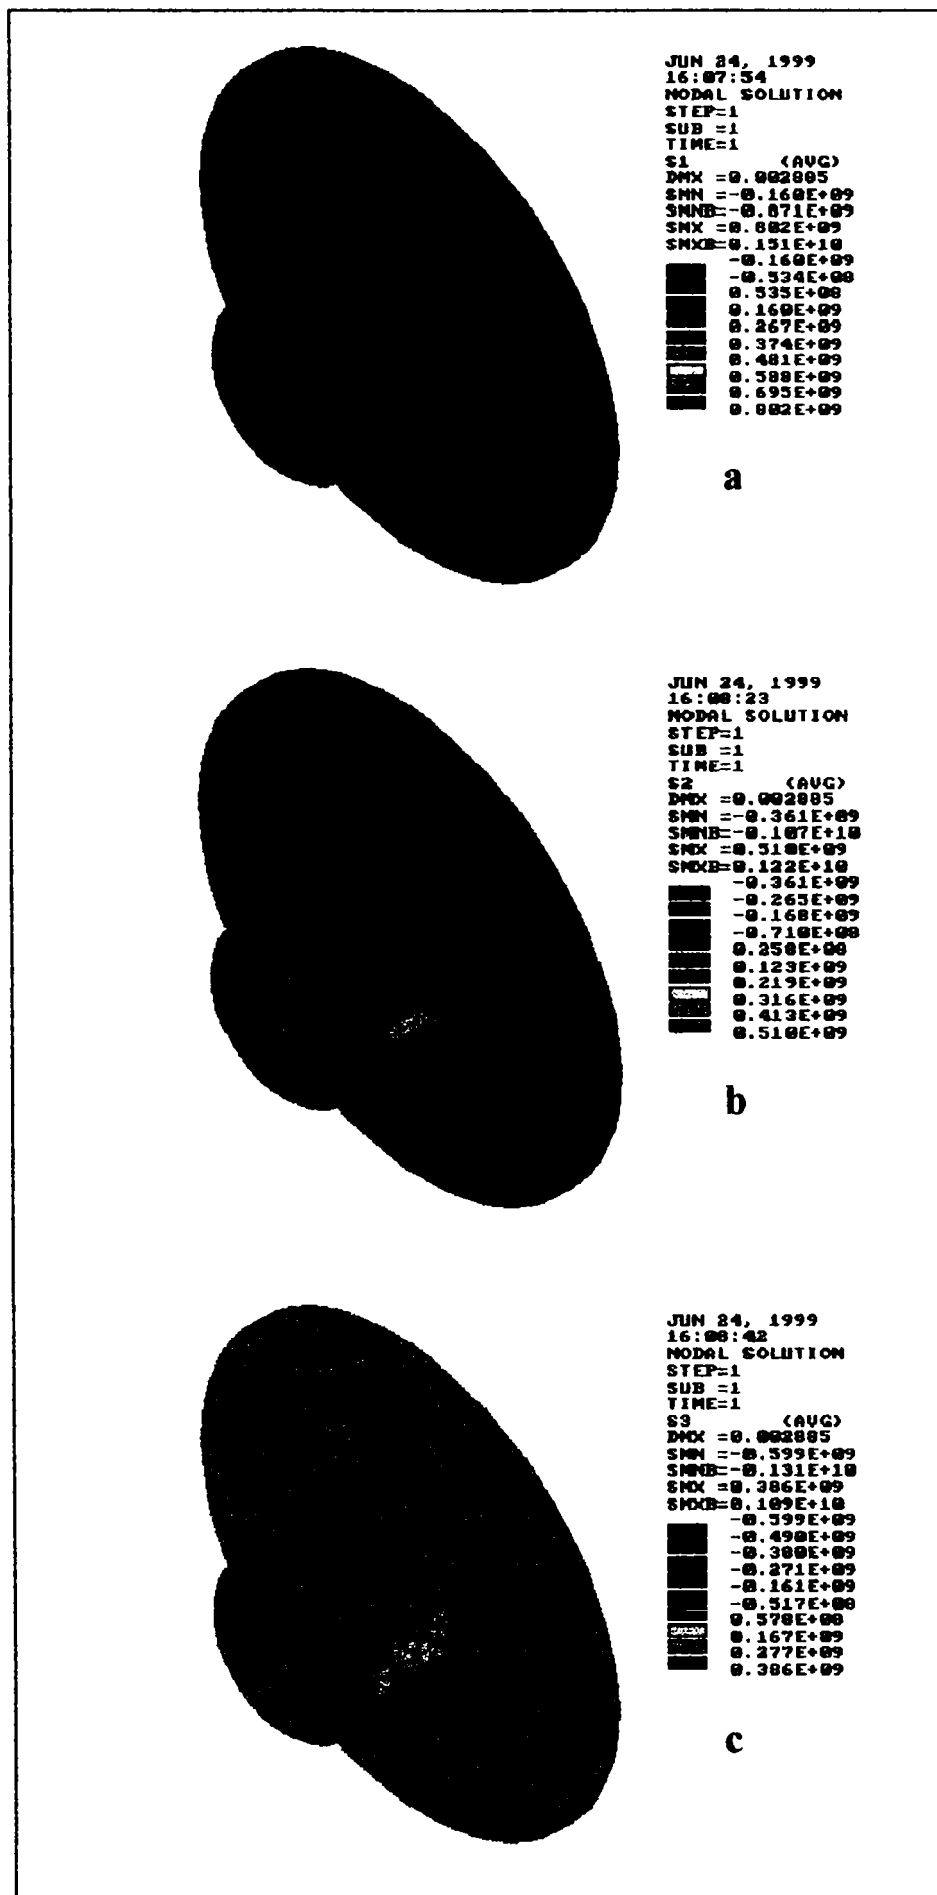 JUN 24, 1999
16:07:54
NODAL SOLUTION
STEP=1
SUB =1
TIME=1
S1 (AVG)
DMX =0.002885
SMN =-0.160E+09
SMNB=-0.871E+09
SMX =0.802E+09
SMXB=0.151E+10
-0.160E+09
-0.534E+08
0.535E+08
0.160E+09
0.267E+09
0.374E+09
0.481E+09
0.588E+09
0.695E+09
0.802E+09
a
JUN 24, 1999
16:08:23
NODAL SOLUTION
STEP=1
SUB =1
TIME=1
S2 (AVG)
DMX =0.002885
SMN =-0.361E+09
SMNB=-0.107E+10
SMX =0.510E+09
SMXB=0.122E+10
-0.361E+09
-0.265E+09
-0.168E+09
-0.710E+08
0.258E+08
0.123E+09
0.219E+09
0.316E+09
0.413E+09
0.510E+09
b
JUN 24, 1999
16:08:42
NODAL SOLUTION
STEP=1
SUB =1
TIME=1
S3 (AVG)
DMX =0.002885
SMN =-0.599E+09
SMNB=-0.131E+10
SMX =0.386E+09
SMXB=0.109E+10
-0.599E+09
-0.490E+09
-0.380E+09
-0.271E+09
-0.161E+09
-0.517E+08
0.578E+08
0.167E+09
0.277E+09
0.386E+09
c